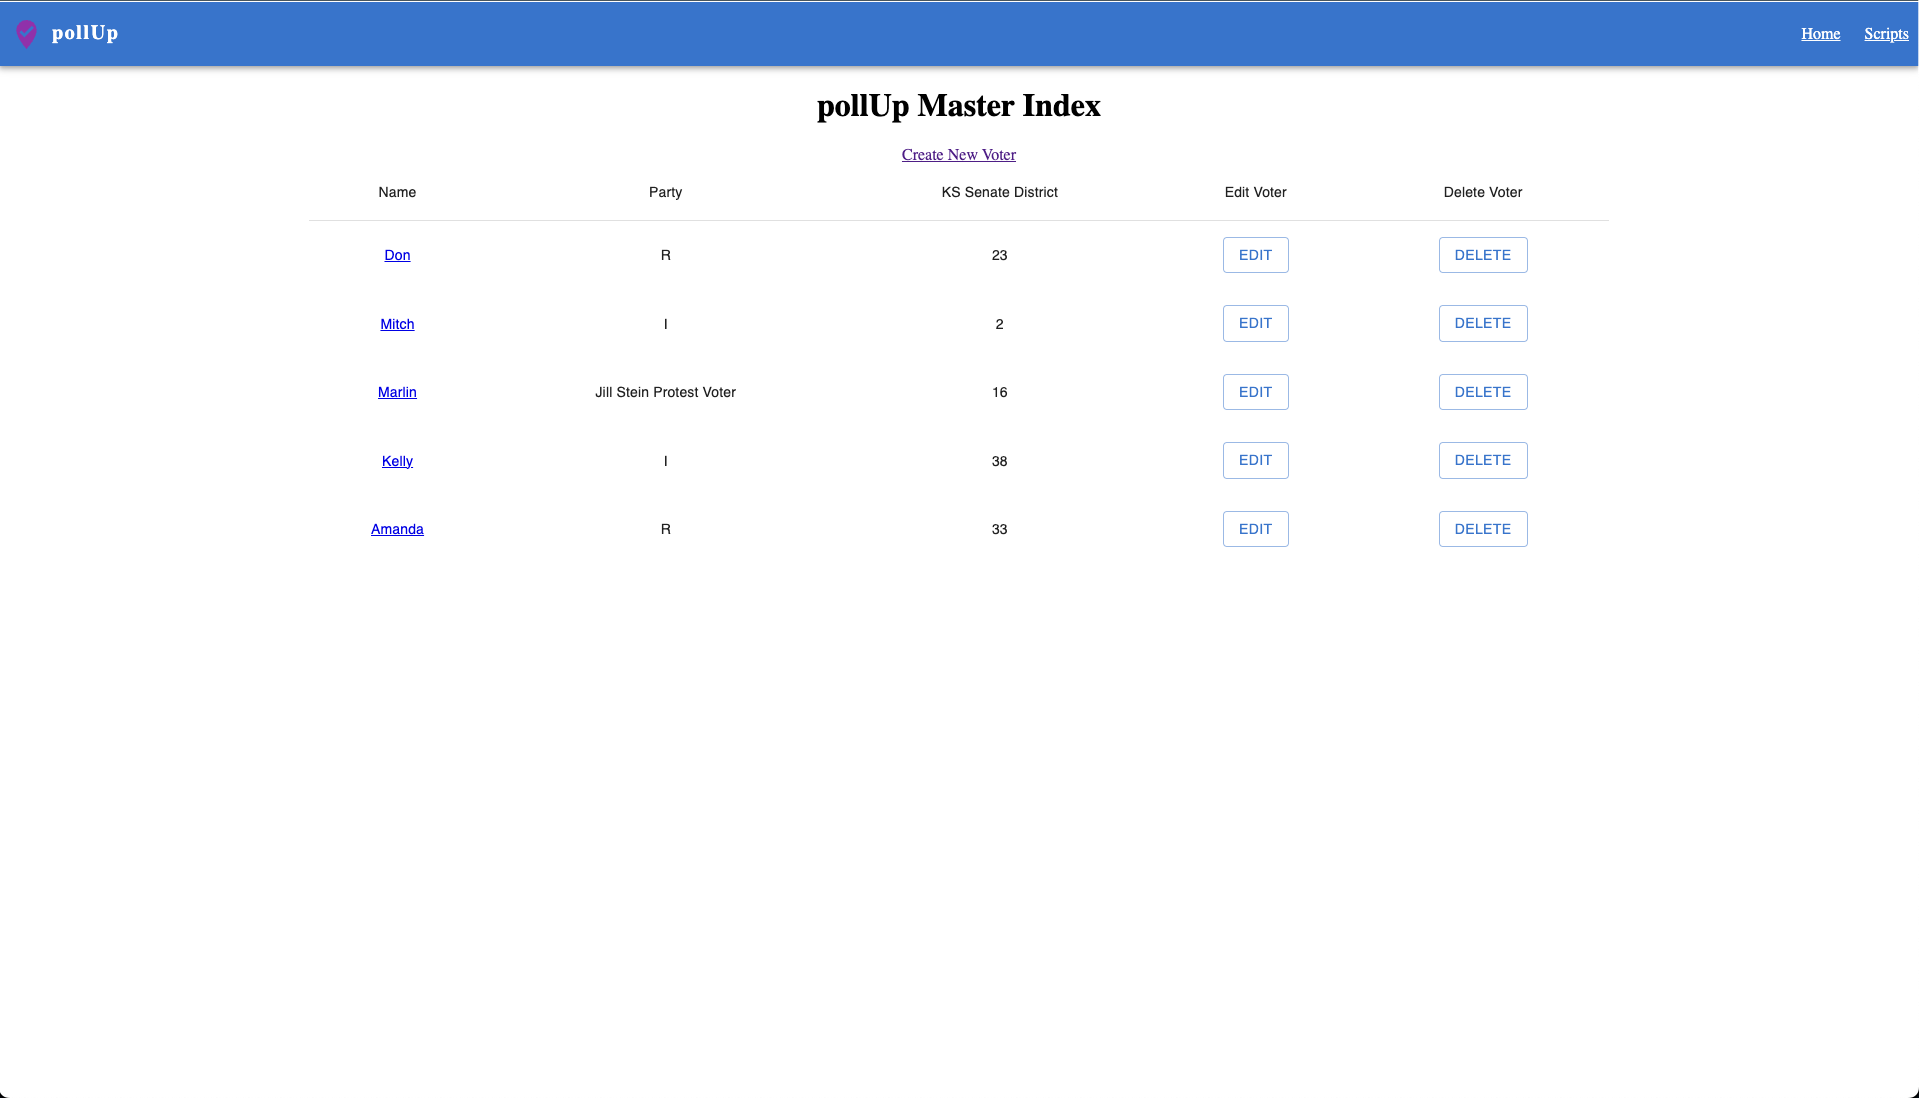 pollUp Home Scripts
pollUp Master Index
Create New Voter
Name Party KS Senate District Edit Voter Delete Voter
Don R 23 EDIT DELETE
Mitch I 2 EDIT DELETE
Marlin Jill Stein Protest Voter 16 EDIT DELETE
Kelly I 38 EDIT DELETE
Amanda R 33 EDIT DELETE